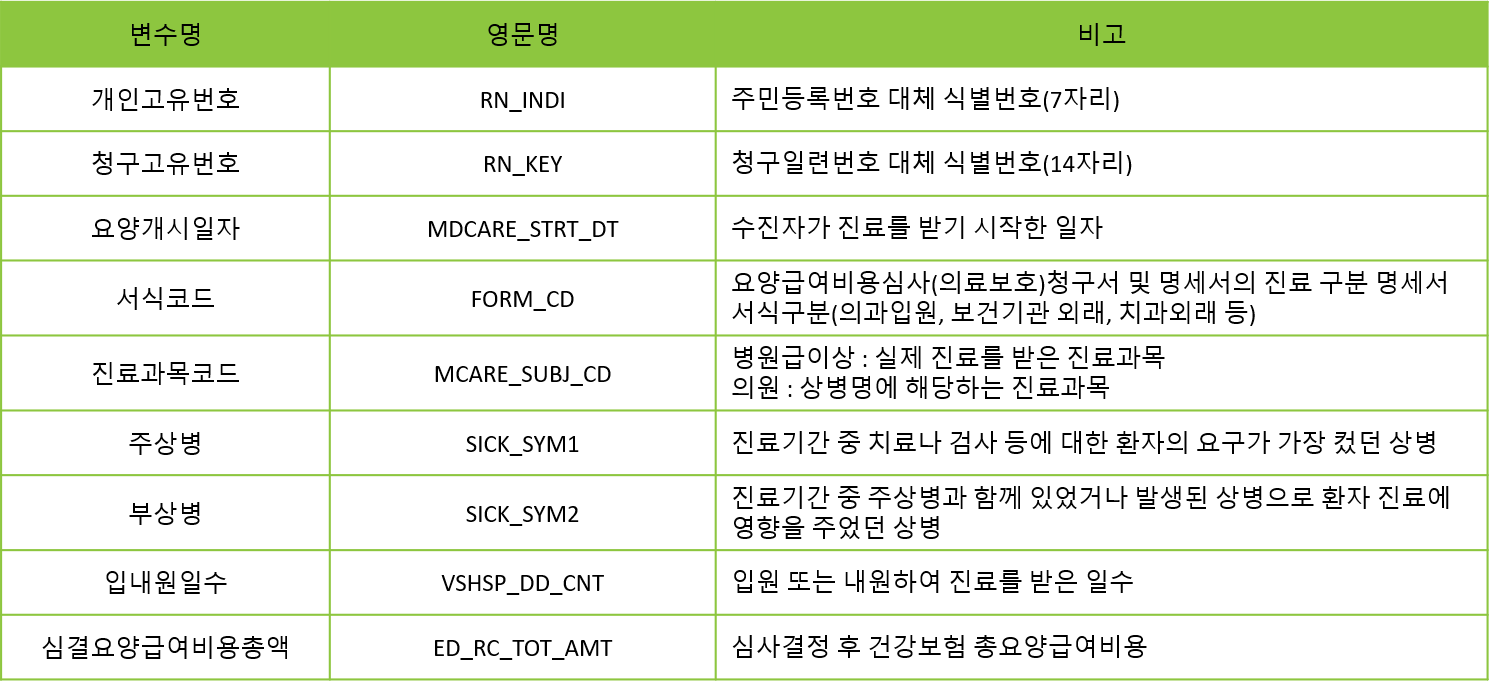 변수명 영문명 비고
개인고유번호 RN_INDI 주민등록번호 대체 식별번호(7자리)
청구고유번호 RN_KEY 청구일련번호 대체 식별번호(14자리)
요양개시일자 MDCARE_STRT_DT 수진자가 진료를 받기 시작한 일자
서식코드 FORM_CD 요양급여비용심사(의료보호)청구서 및 명세서의 진료 구분 명세서
서식구분(의과입원, 보건기관 외래, 치과외래 등)
진료과목코드 MCARE_SUBJ_CD 병원급이상 : 실제 진료를 받은 진료과목
의원 : 상병명에 해당하는 진료과목
주상병 SICK_SYM1 진료기간 중 치료나 검사 등에 대한 환자의 요구가 가장 컸던 상병
부상병 SICK_SYM2 진료기간 중 주상병과 함께 있었거나 발생된 상병으로 환자 진료에
영향을 주었던 상병
입내원일수 VSHSP_DD_CNT 입원 또는 내원하여 진료를 받은 일수
심결요양급여비용총액 ED_RC_TOT_AMT 심사결정 후 건강보험 총요양급여비용